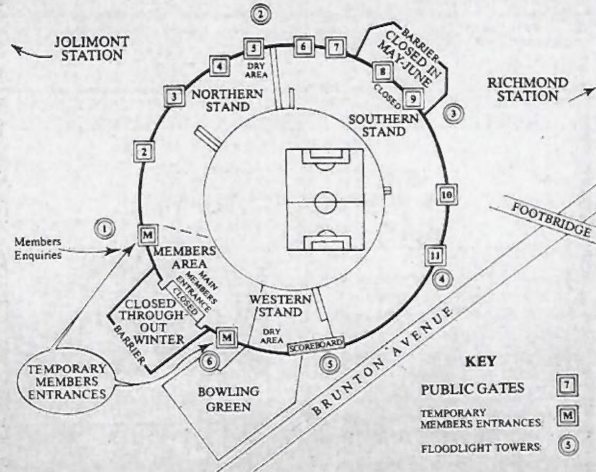 2
JOLIMONT
STATION
5
6
7
BARRIER
CLOSED IN
MAY-JUNE
4
DRY
AREA
8
RICHMOND
STATION
3
NORTHERN
STAND
CLOSED
9
SOUTHERN
STAND
3
2
10
FOOTBRIDGE
1
M
Members
Enquiries
MEMBERS
AREA
11
4
MAIN
MEMBERS
ENTRANCE
CLOSED
CLOSED
THROUGH-
OUT
WINTER
BARRIER
WESTERN
STAND
DRY
AREA
M
SCOREBOARD
6
5
BRUNTON AVENUE
TEMPORARY
MEMBERS
ENTRANCES
BOWLING
GREEN
KEY
PUBLIC GATES 7
TEMPORARY
MEMBERS ENTRANCES: M
FLOODLIGHT TOWERS: 5